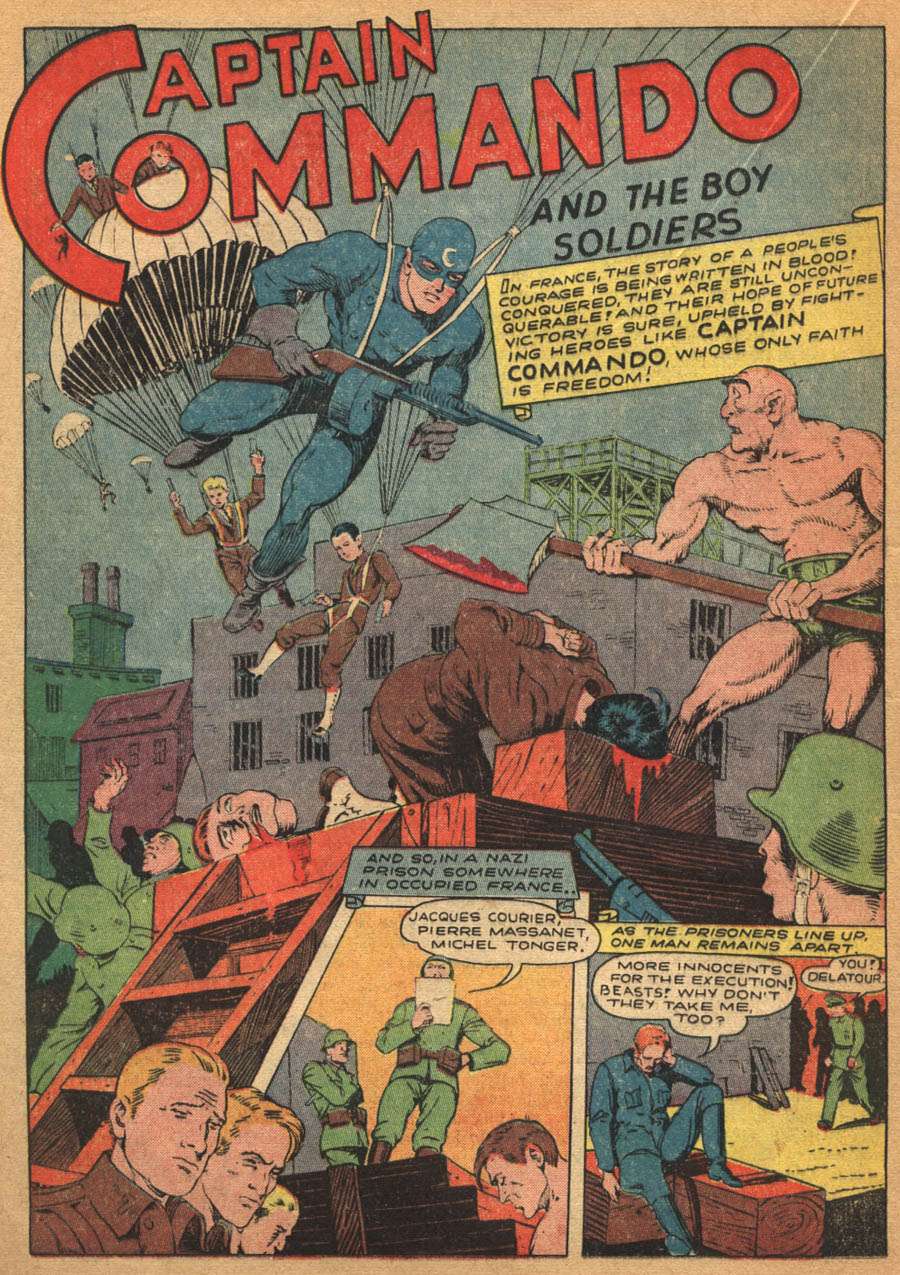 CAPTAIN
COMMANDO
AND THE BOY
SOLDIERS
IN FRANCE, THE STORY OF A PEOPLE'S
COURAGE IS BEING WRITTEN IN BLOOD!
CONQUERED, THEY ARE STILL UNCON-
QUERABLE! AND THEIR HOPE OF FUTURE
VICTORY IS SURE, UPHELD BY FIGHT-
ING HEROES LIKE CAPTAIN
COMMANDO, WHOSE ONLY FAITH
IS FREEDOM!
AND SO, IN A NAZI
PRISON SOMEWHERE
IN OCCUPIED FRANCE..
JACQUES COURIER,
PIERRE MASSANET,
MICHEL TONGER!
AS THE PRISONERS LINE UP,
ONE MAN REMAINS APART.
MORE INNOCENTS
FOR THE EXECUTION!
BEASTS! WHY DON'T
THEY TAKE ME,
TOO?
YOU!
DELATOUR